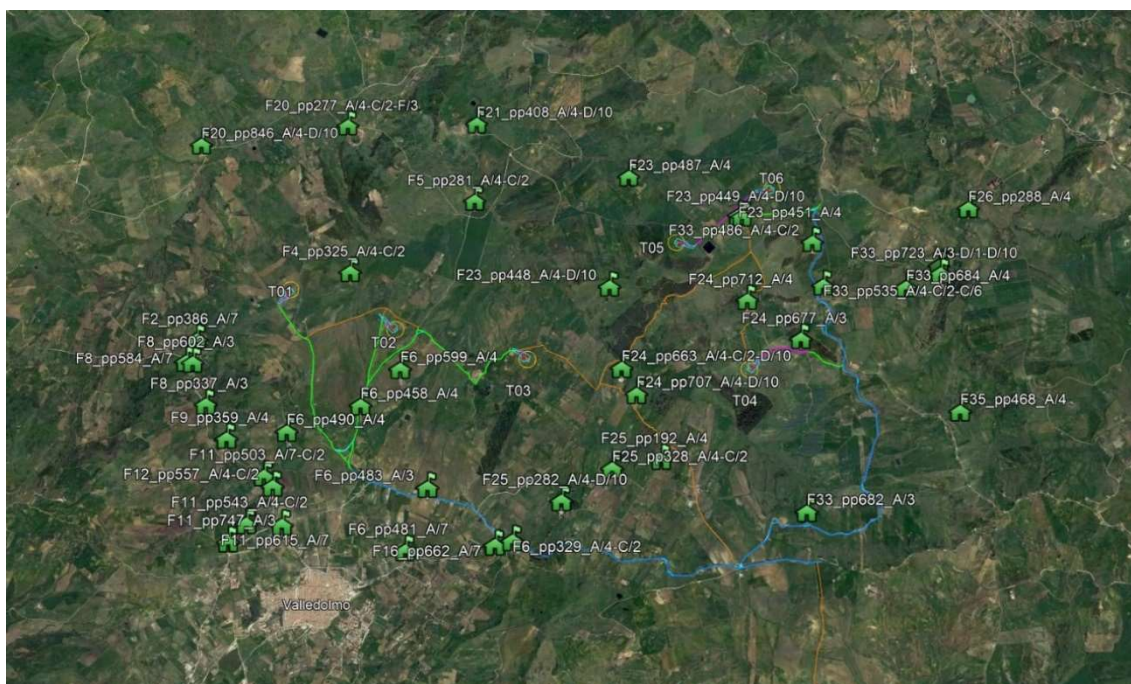 F20_pp277_A/4-C/2-F/3
F21_pp408_A/4-D/10
F20_pp846_A/4-D/10
F23_pp487_A/4
F5_pp281_A/4-C/2
T06
F23_pp449_A/4-D/10
F26_pp288_A/4
F23_pp451_A/4
F33_pp486_A/4-C/2
T05
F4_pp325_A/4-C/2
F23_pp448_A/4-D/10
F33_pp723_A/3-D/1-D/10
F24_pp712_A/4
F33_pp684_A/4
F33_pp535_A/4-C/2-C/6
T01
F2_pp386_A/7
F24_pp677_A/3
F8_pp602_A/3
T02
F8_pp584_A/7
F6_pp599_A/4
F24_pp663_A/4-C/2-D/10
F8_pp337_A/3
T03
F24_pp707_A/4-D/10
F6_pp458_A/4
T04
F9_pp359_A/4
F6_pp490_A/4
F35_pp468_A/4
F25_pp192_A/4
F11_pp503_A/7-C/2
F25_pp328_A/4-C/2
F12_pp557_A/4-C/2
F6_pp483_A/3
F25_pp282_A/4-D/10
F11_pp543_A/4-C/2
F33_pp682_A/3
F11_pp747_A/3
F6_pp481_A/7
F11_pp615_A/7
F16_pp662_A/7
F6_pp329_A/4-C/2
Valledolmo